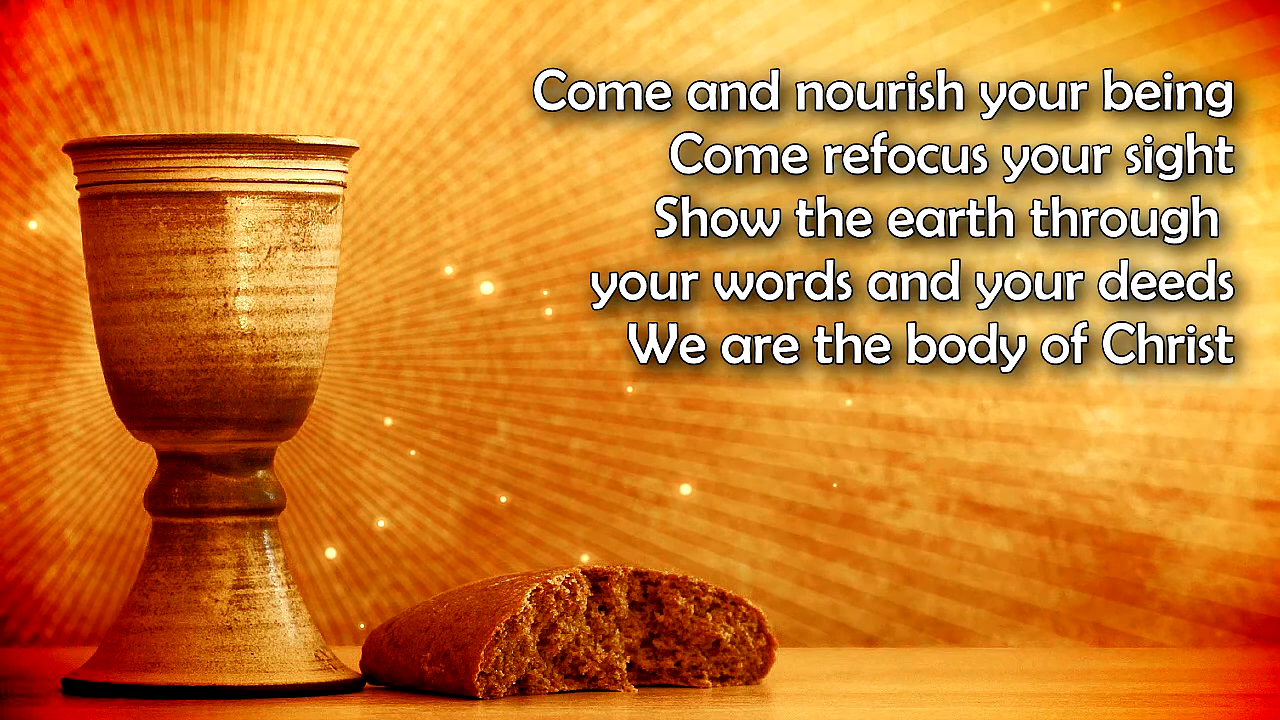 Come and nourish your being
Come refocus your sight
Show the earth through
your words and your deeds
We are the body of Christ